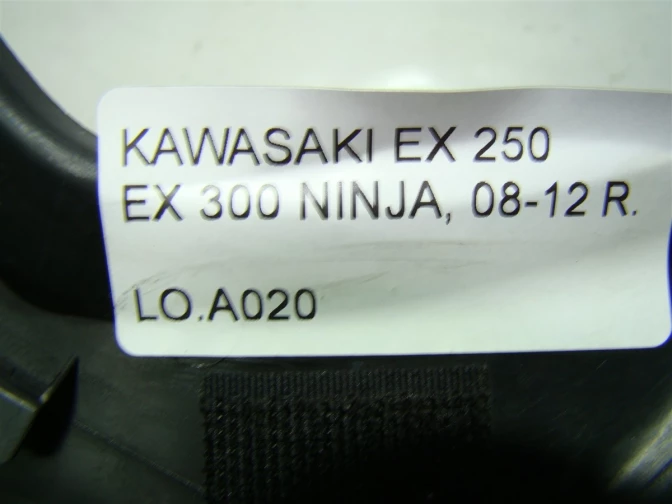 KAWASAKI EX 250
EX 300 NINJA, 08-12 R.
LO.A020